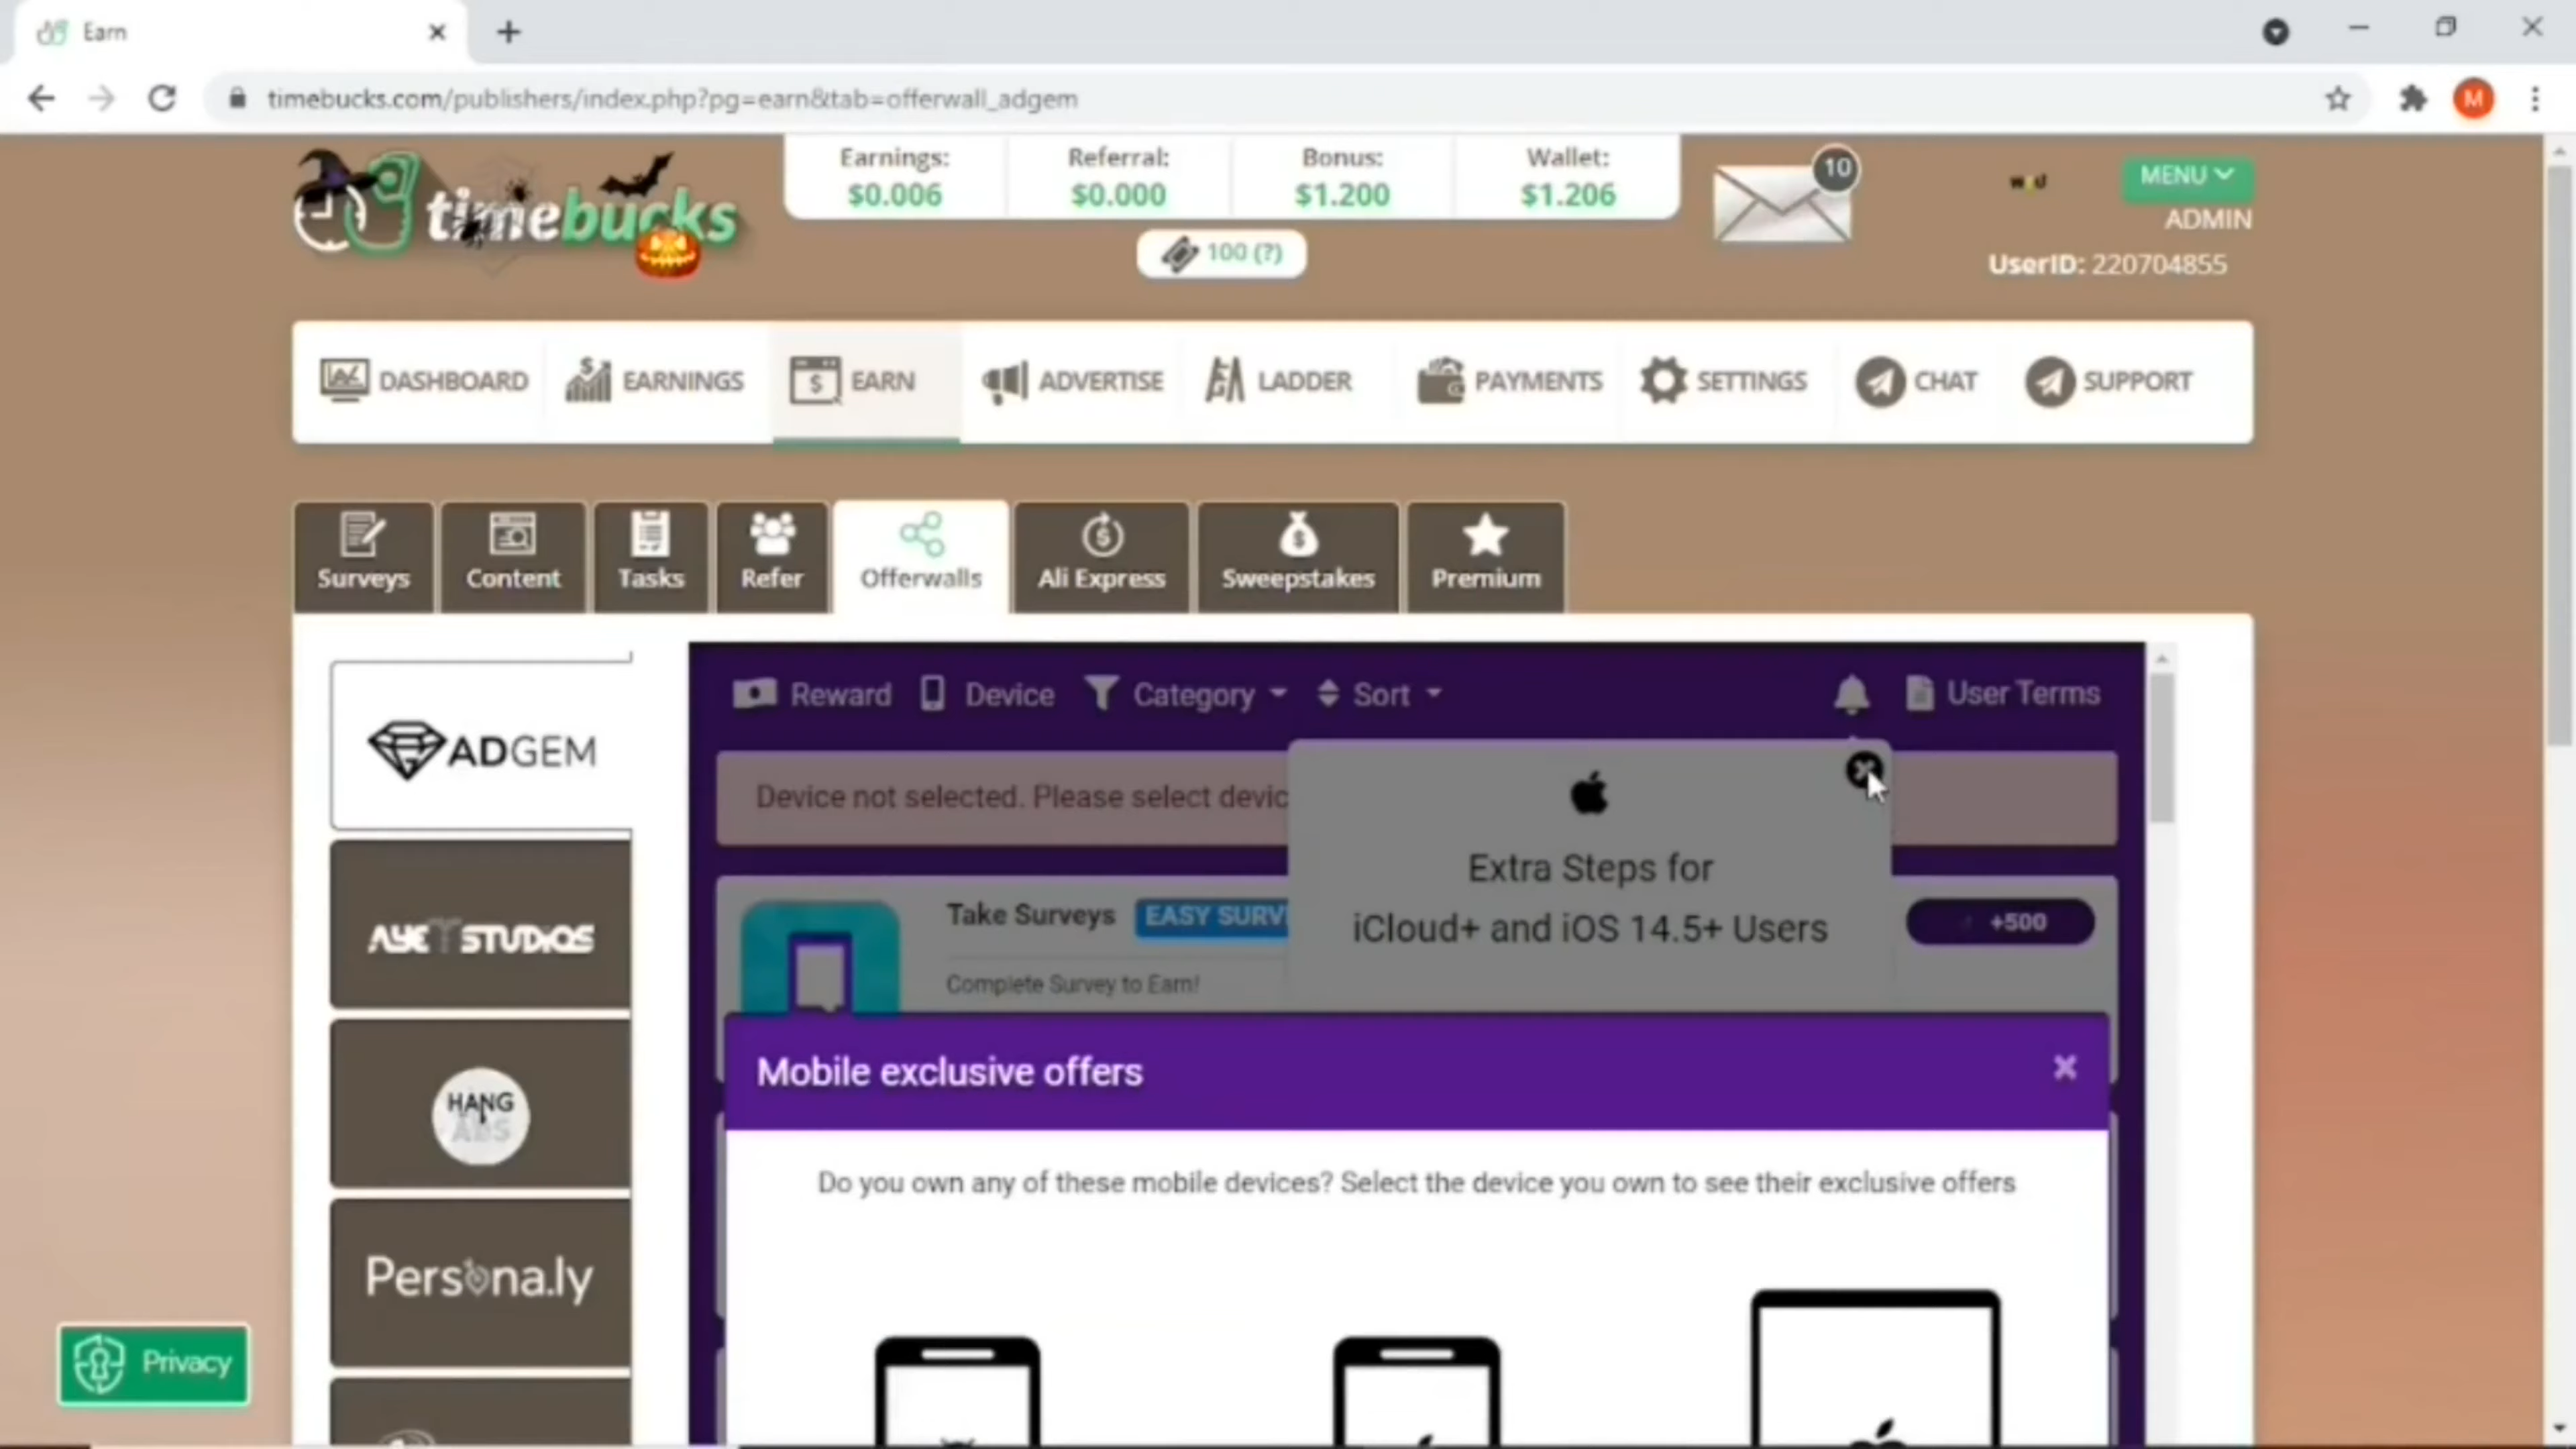 Earn
timebucks.com/publishers/index.php?pg=earn&tab=offerwall_adgem
M
timebucks
Earnings:
$0.006
Referral:
$0.000
Bonus:
$1.200
Wallet:
$1.206
100 (?)
10
MENU
ADMIN
UserID: 220704855
DASHBOARD
EARNINGS
EARN
ADVERTISE
LADDER
PAYMENTS
SETTINGS
CHAT
SUPPORT
Surveys
Content
Tasks
Refer
Offerwalls
Ali Express
Sweepstakes
Premium
ADGEM
AYET STUDIOS
HANG
ADS
Persona.ly
Privacy
Reward
Device
Category
Sort
User Terms
Device not selected. Please select devic
Extra Steps for
iCloud+ and iOS 14.5+ Users
Take Surveys
EASY SURV
+500
Complete Survey to Earn!
Mobile exclusive offers
Do you own any of these mobile devices? Select the device you own to see their exclusive offers